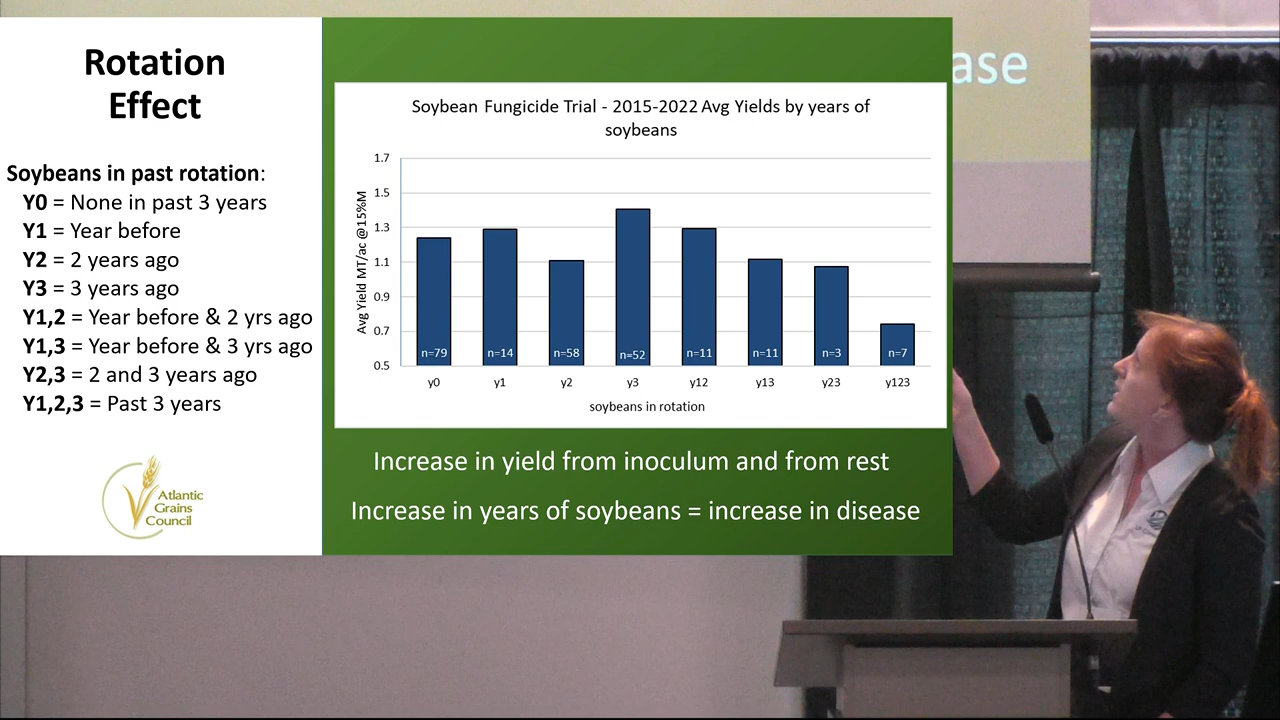 Rotation
Effect
Soybeans in past rotation:
Y0 = None in past 3 years
Y1 = Year before
Y2 = 2 years ago
Y3 = 3 years ago
Y1,2 = Year before & 2 yrs ago
Y1,3 = Year before & 3 yrs ago
Y2,3 = 2 and 3 years ago
Y1,2,3 = Past 3 years
Atlantic
Grains
Council
Soybean Fungicide Trial - 2015-2022 Avg Yields by years of
soybeans
Avg Yield MT/ac @15%M
1.7
1.5
1.3
1.1
0.9
0.7
0.5
n=79
n=14
n=58
n=52
n=11
n=11
n=3
n=7
y0
y1
y2
y3
y12
y13
y23
y123
soybeans in rotation
Increase in yield from inoculum and from rest
Increase in years of soybeans = increase in disease
ase